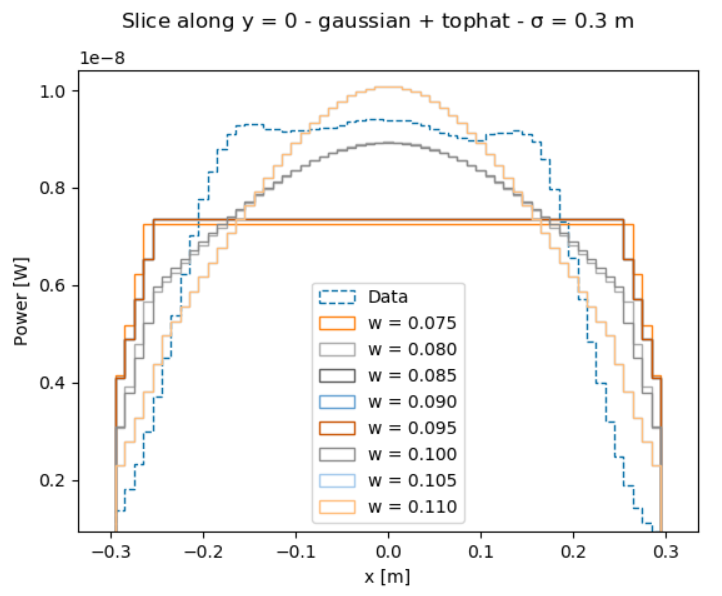 Slice along y = 0 - gaussian + tophat - σ = 0.3 m
1e−8
1.0
0.8
0.6
0.4
0.2
Power [W]
Data
w = 0.075
w = 0.080
w = 0.085
w = 0.090
w = 0.095
w = 0.100
w = 0.105
w = 0.110
−0.3 −0.2 −0.1 0.0 0.1 0.2 0.3
x [m]